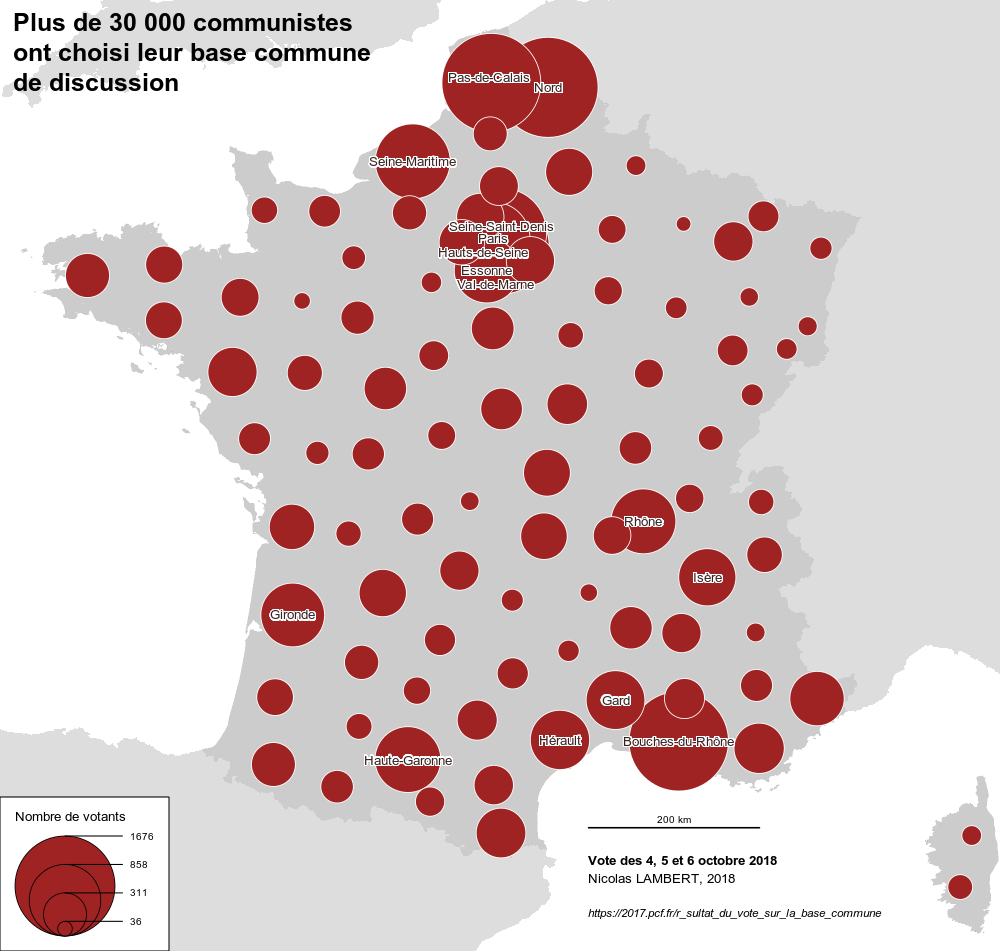 Plus de 30 000 communistes
ont choisi leur base commune
de discussion
Pas-de-Calais
Nord
Seine-Maritime
Seine-Saint-Denis
Paris
Hauts-de-Seine
Essonne
Val-de-Marne
Rhône
Isère
Gironde
Gard
Hérault
Bouches-du-Rhône
Haute-Garonne
Nombre de votants
1676
858
311
36
200 km
Vote des 4, 5 et 6 octobre 2018
Nicolas LAMBERT, 2018
https://2017.pcf.fr/r_sultat_du_vote_sur_la_base_commune